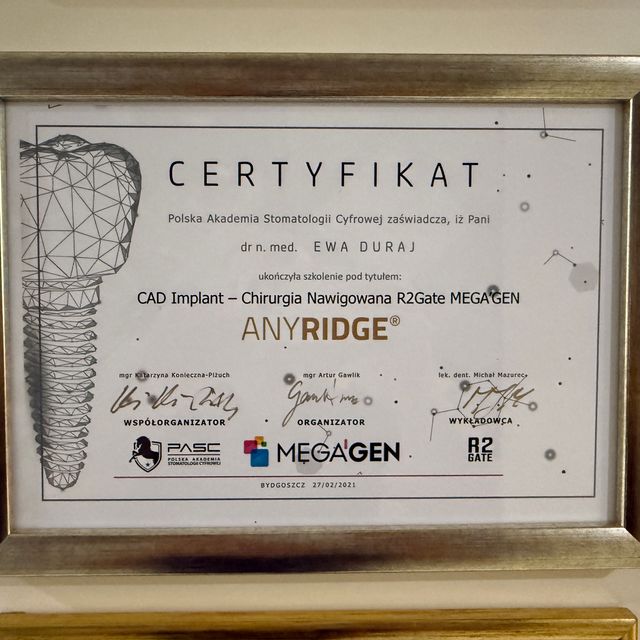 CERTYFIKAT
Polska Akademia Stomatologii Cyfrowej zaświadcza, iż Pani
dr n. med. EWA DURAJ
ukończyła szkolenie pod tytułem:
CAD Implant – Chirurgia Nawigowana R2Gate MEGA'GEN
ANYRIDGE®
mgr Katarzyna Konieczna-Piżuch mgr Artur Gawlik lek. dent. Michał Mazurec
WSPÓŁORGANIZATOR ORGANIZATOR WYKŁADOWCA
PASC
POLSKA AKADEMIA
STOMATOLOGII CYFROWEJ
MEGA'GEN
R2
GATE
BYDGOSZCZ 27/02/2021